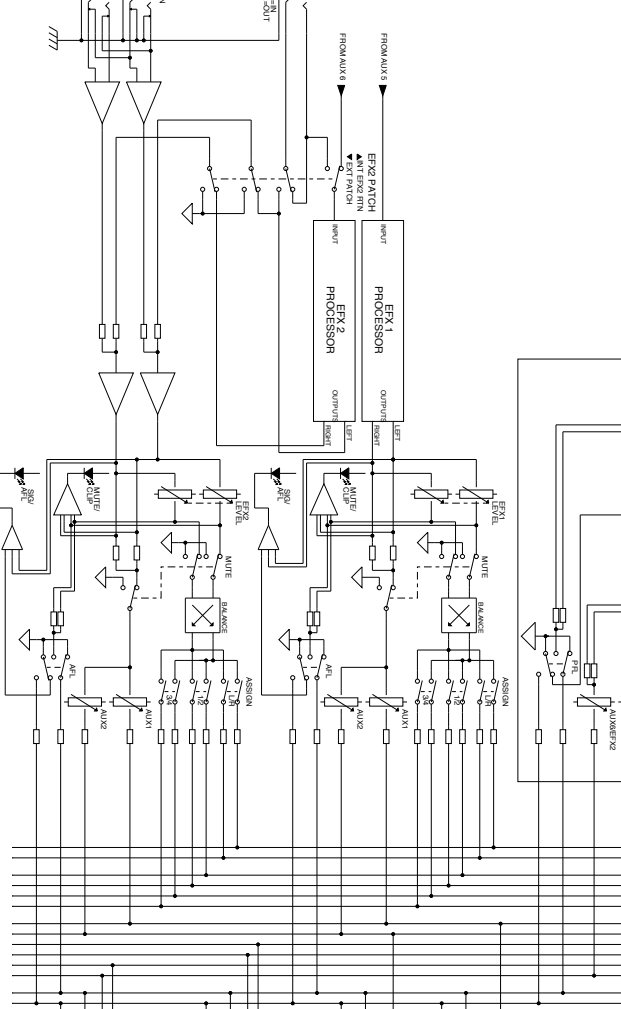 N
=IN
=OUT
FROM AUX 6
FROM AUX 5
EFX2 PATCH
▲INT EFX2 RTN
▼EXT PATCH
INPUT
EFX 1
PROCESSOR
OUTPUTS
LEFT
RIGHT
INPUT
EFX 2
PROCESSOR
OUTPUTS
LEFT
RIGHT
EFX1
LEVEL
MUTE
BALANCE
ASSIGN
L/R
1/2
3/4
MUTE/
CLIP
SIG/
AFL
AFL
AUX1
AUX2
EFX2
LEVEL
MUTE
BALANCE
ASSIGN
L/R
1/2
3/4
MUTE/
CLIP
SIG/
AFL
AFL
AUX1
AUX2
PFL
AUX6/EFX2